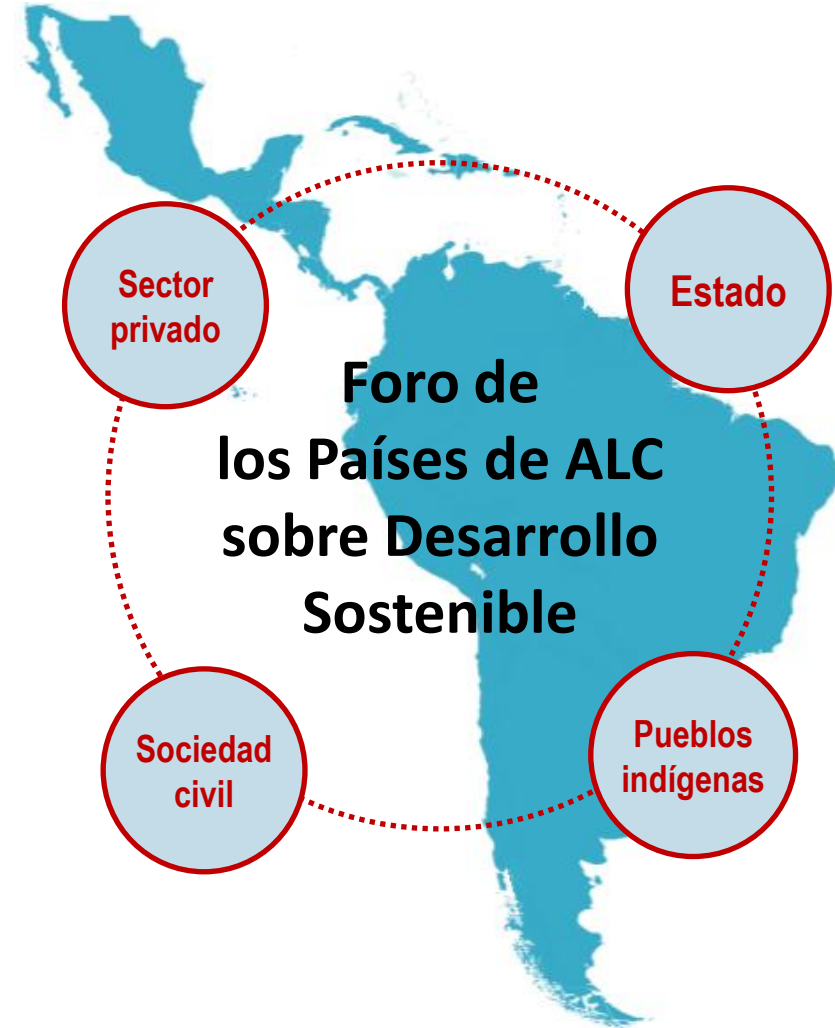 Sector
privado
Estado
Foro de
los Países de ALC
sobre Desarrollo
Sostenible
Sociedad
civil
Pueblos
indígenas